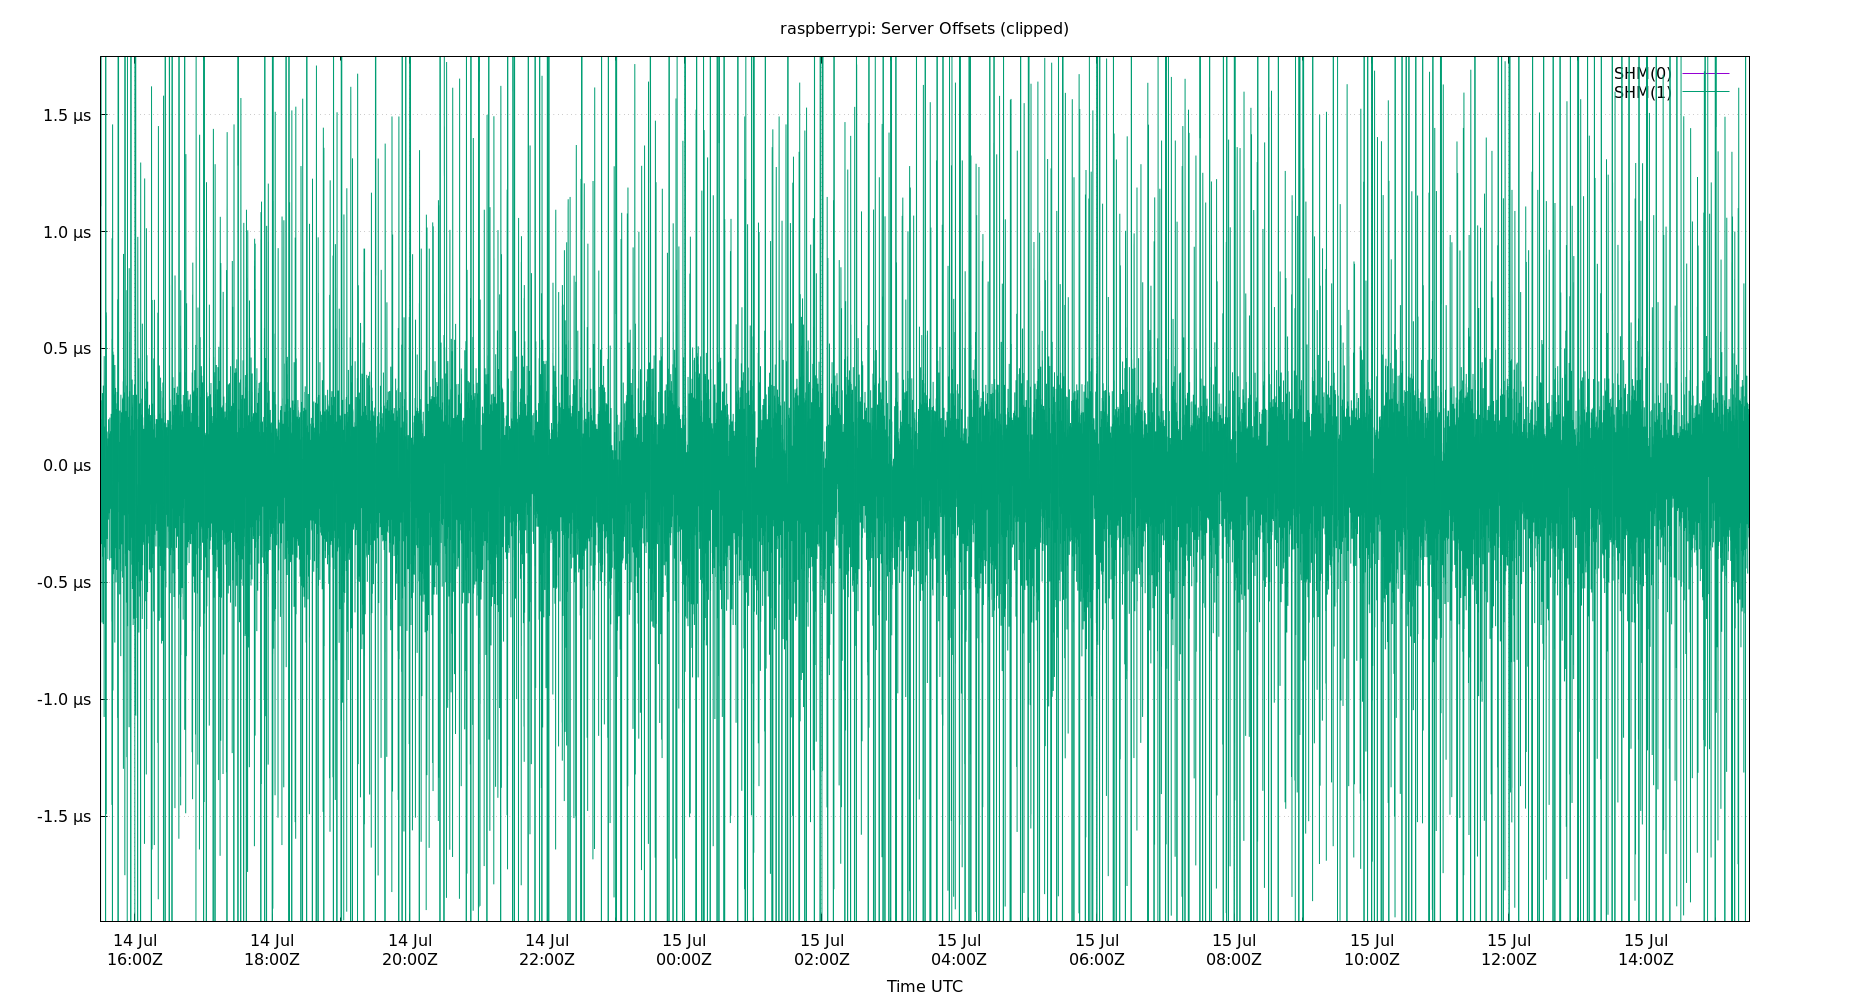 raspberrypi: Server Offsets (clipped)
SHM(0)
SHM(1)
1.5 µs
1.0 µs
0.5 µs
0.0 µs
-0.5 µs
-1.0 µs
-1.5 µs
14 Jul 14 Jul 14 Jul 14 Jul 15 Jul 15 Jul 15 Jul 15 Jul 15 Jul 15 Jul 15 Jul 15 Jul
16:00Z 18:00Z 20:00Z 22:00Z 00:00Z 02:00Z 04:00Z 06:00Z 08:00Z 10:00Z 12:00Z 14:00Z
Time UTC